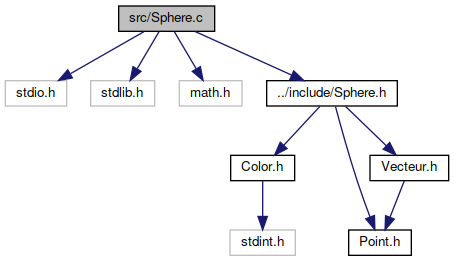 src/Sphere.c
stdio.h
stdlib.h
math.h
../include/Sphere.h
Color.h
Vecteur.h
stdint.h
Point.h